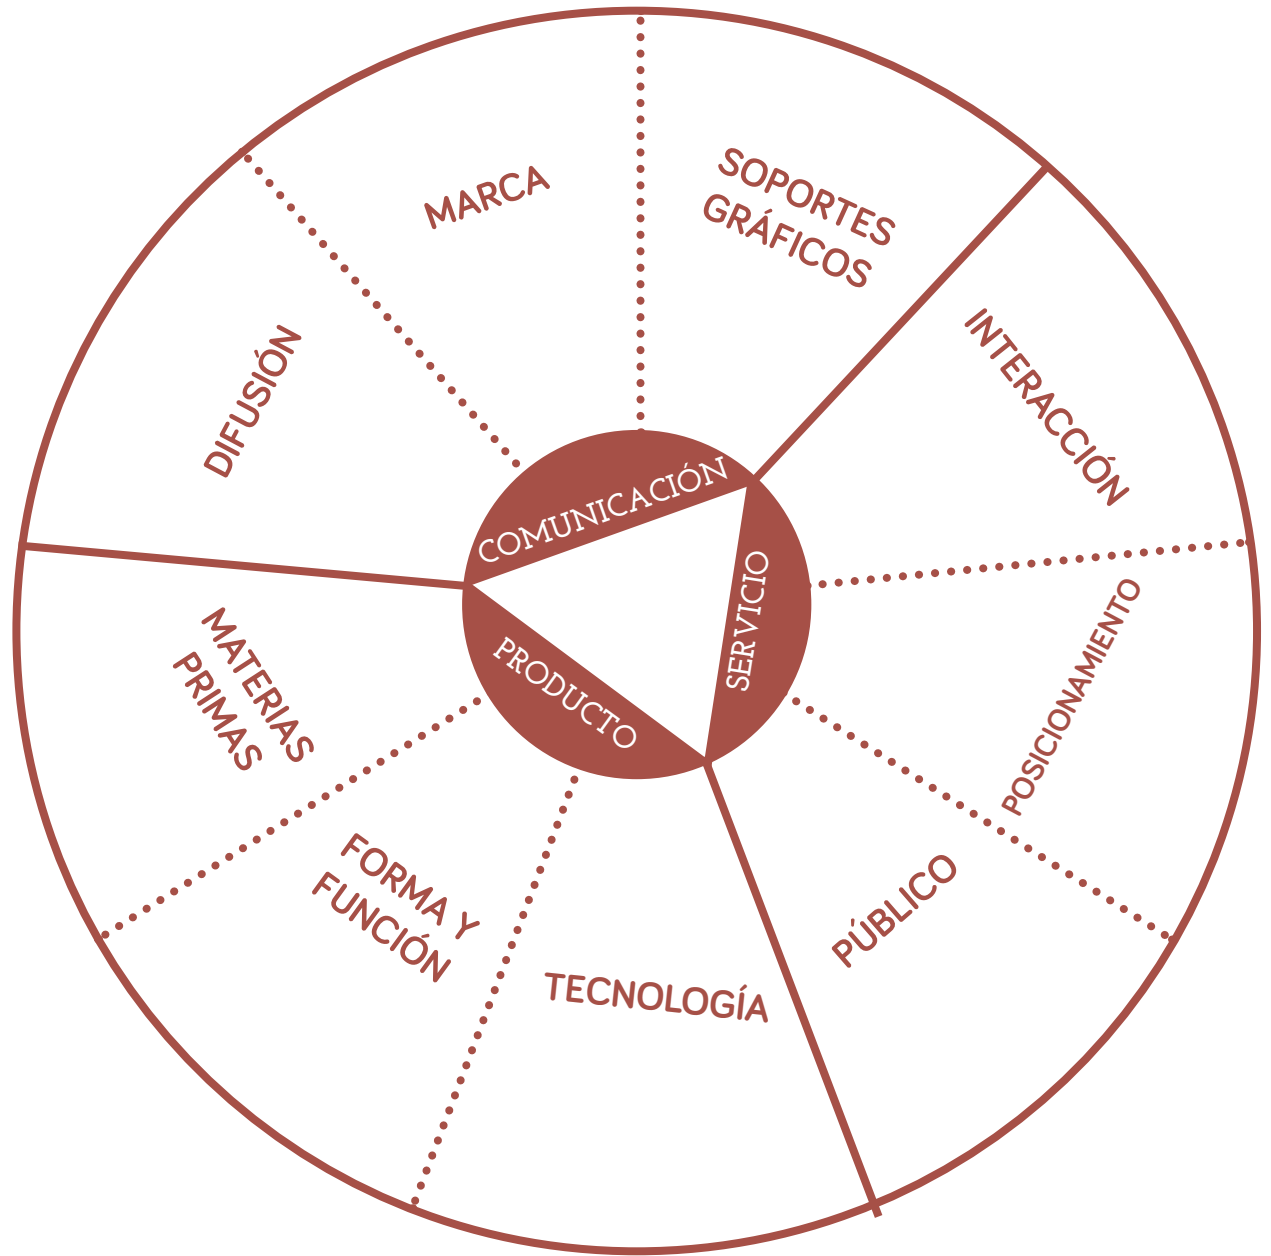 MARCA
SOPORTES
GRÁFICOS
DIFUSIÓN
INTERACCIÓN
COMUNICACIÓN
SERVICIO
PRODUCTO
MATERIAS
PRIMAS
POSICIONAMIENTO
FORMA Y
FUNCIÓN
PÚBLICO
TECNOLOGÍA